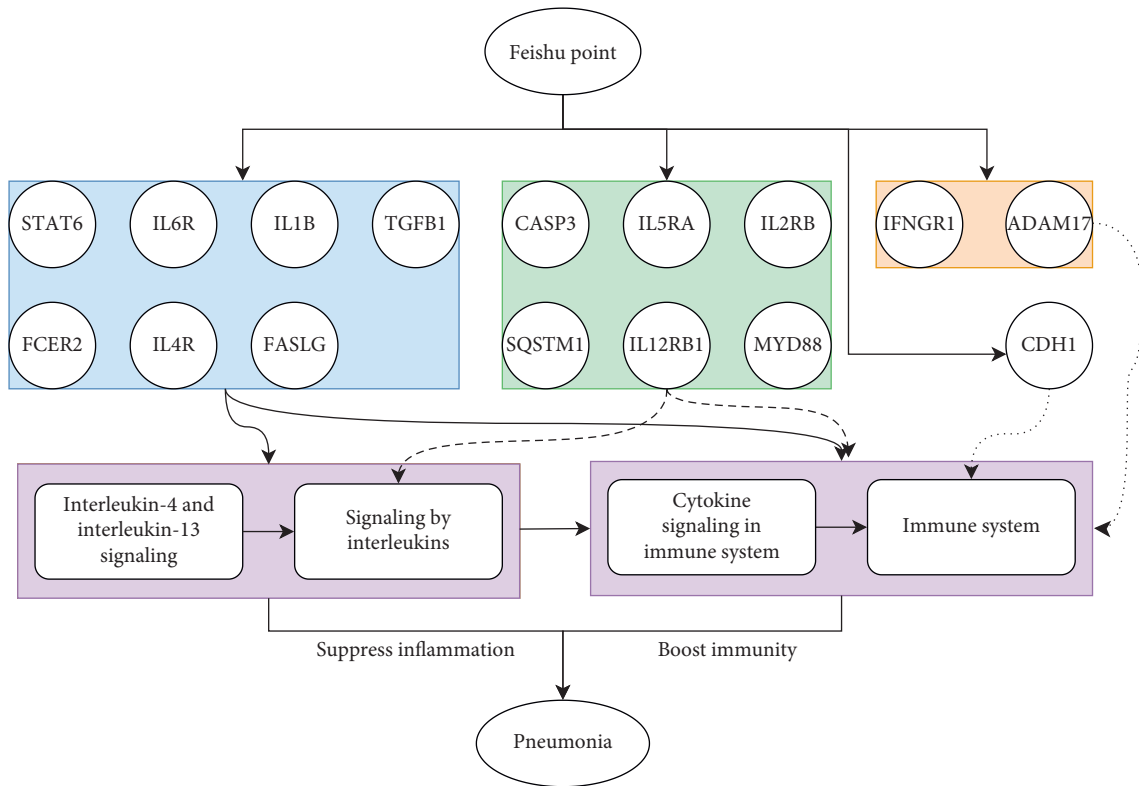 Feishu point
STAT6
IL6R
IL1B
TGFB1
CASP3
IL5RA
IL2RB
IFNGR1
ADAM17
FCER2
IL4R
FASLG
SQSTM1
IL12RB1
MYD88
CDH1
Interleukin-4 and
interleukin-13
signaling
Signaling by
interleukins
Cytokine
signaling in
immune system
Immune system
Suppress inflammation
Boost immunity
Pneumonia